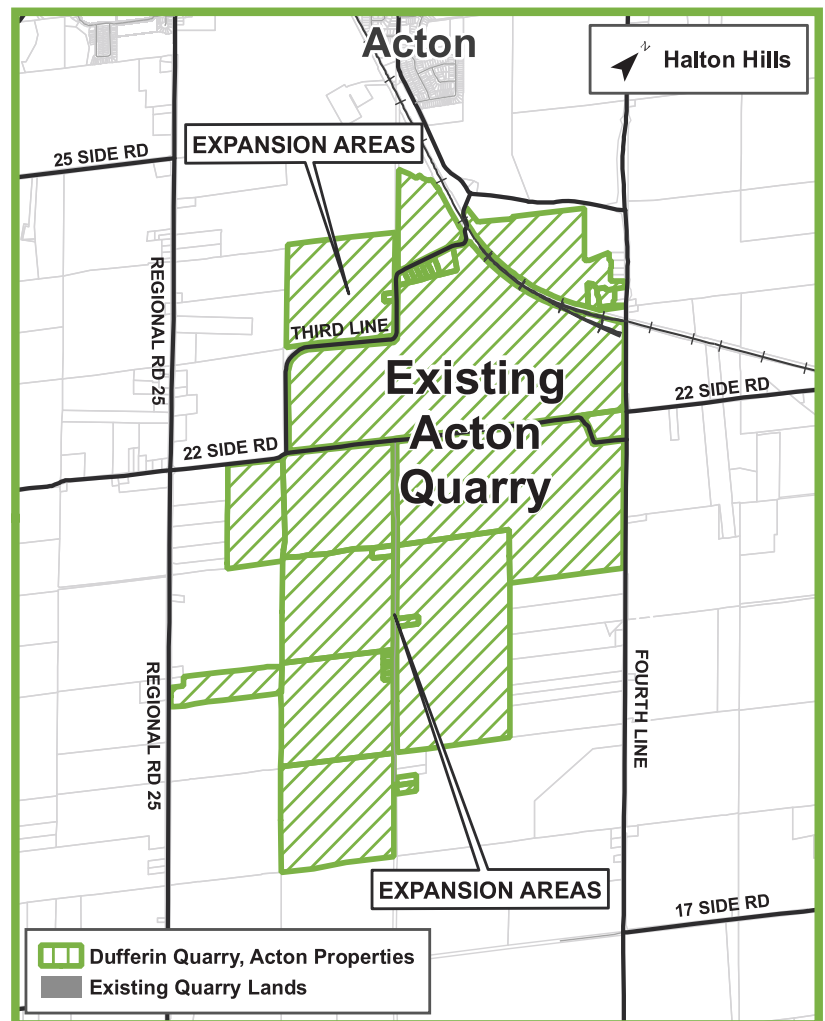 Acton
N
Halton Hills
EXPANSION AREAS
25 SIDE RD
REGIONAL RD 25
THIRD LINE
Existing
Acton
Quarry
22 SIDE RD
22 SIDE RD
REGIONAL RD 25
FOURTH LINE
EXPANSION AREAS
17 SIDE RD
Dufferin Quarry, Acton Properties
Existing Quarry Lands